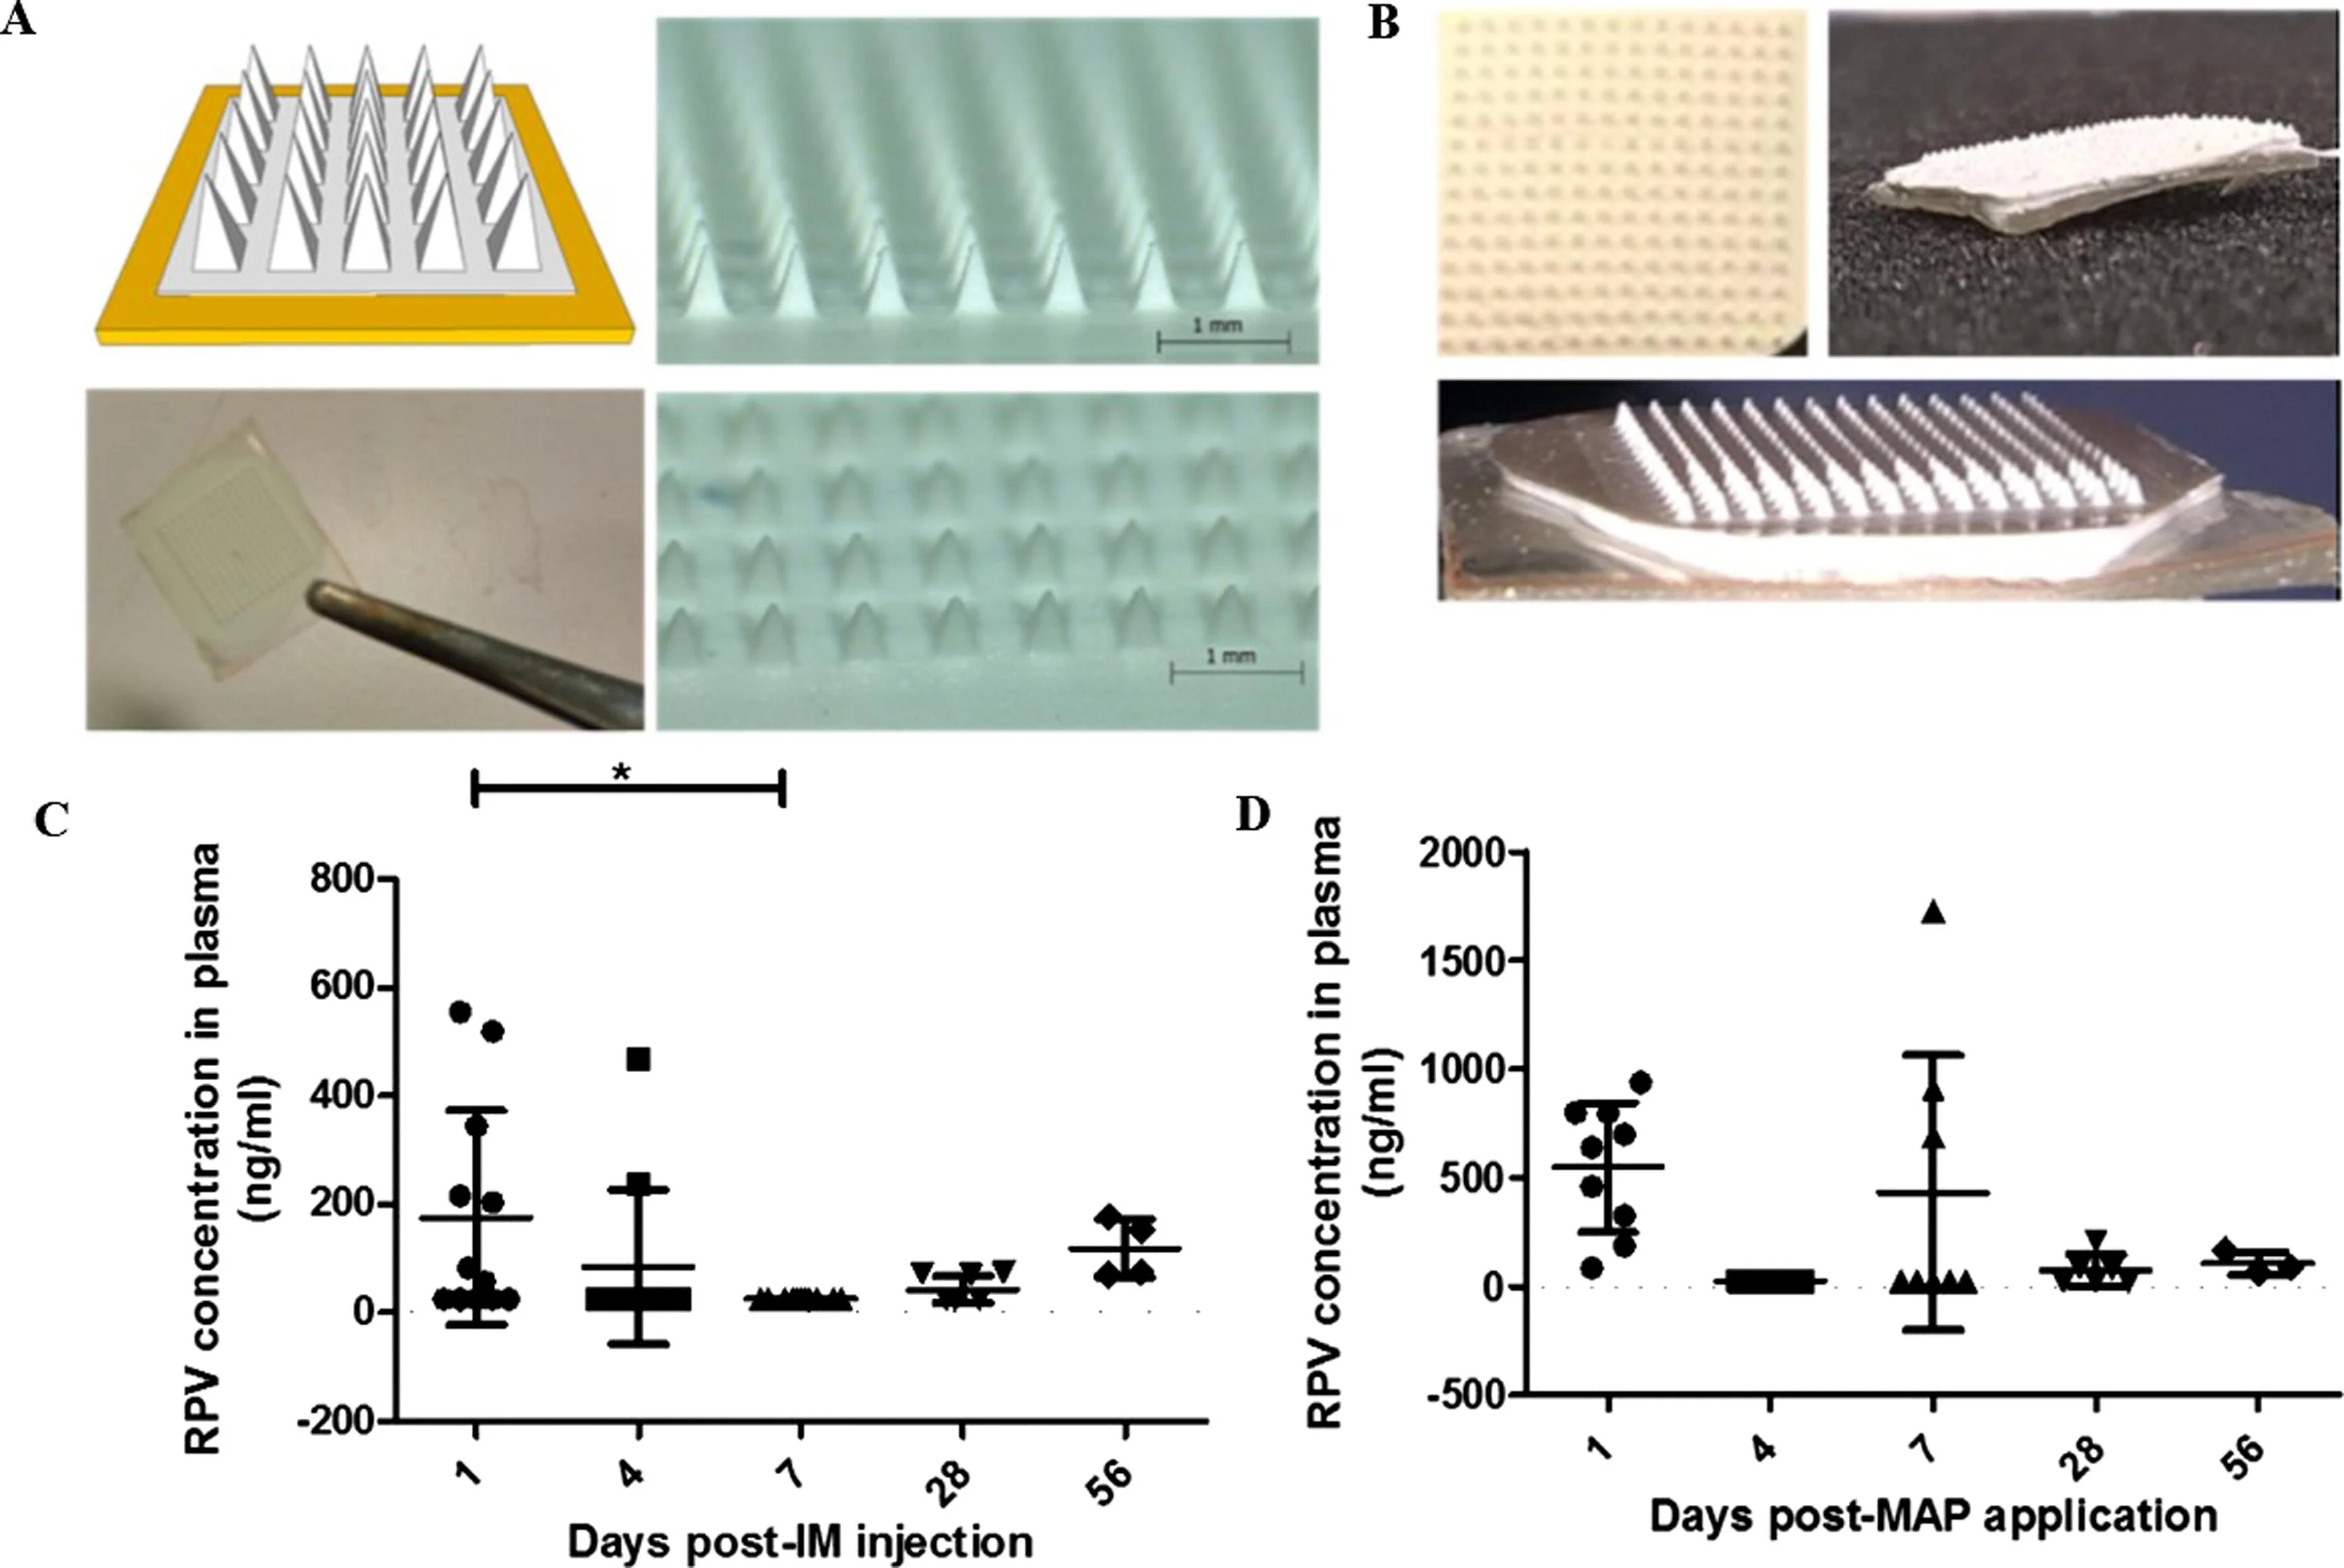 A
B
1 mm
1 mm
*
C
D
RPV concentration in plasma
(ng/ml)
800
600
400
200
0
-200
1
4
7
28
56
Days post-IM injection
RPV concentration in plasma
(ng/ml)
2000
1500
1000
500
0
-500
1
4
7
28
56
Days post-MAP application